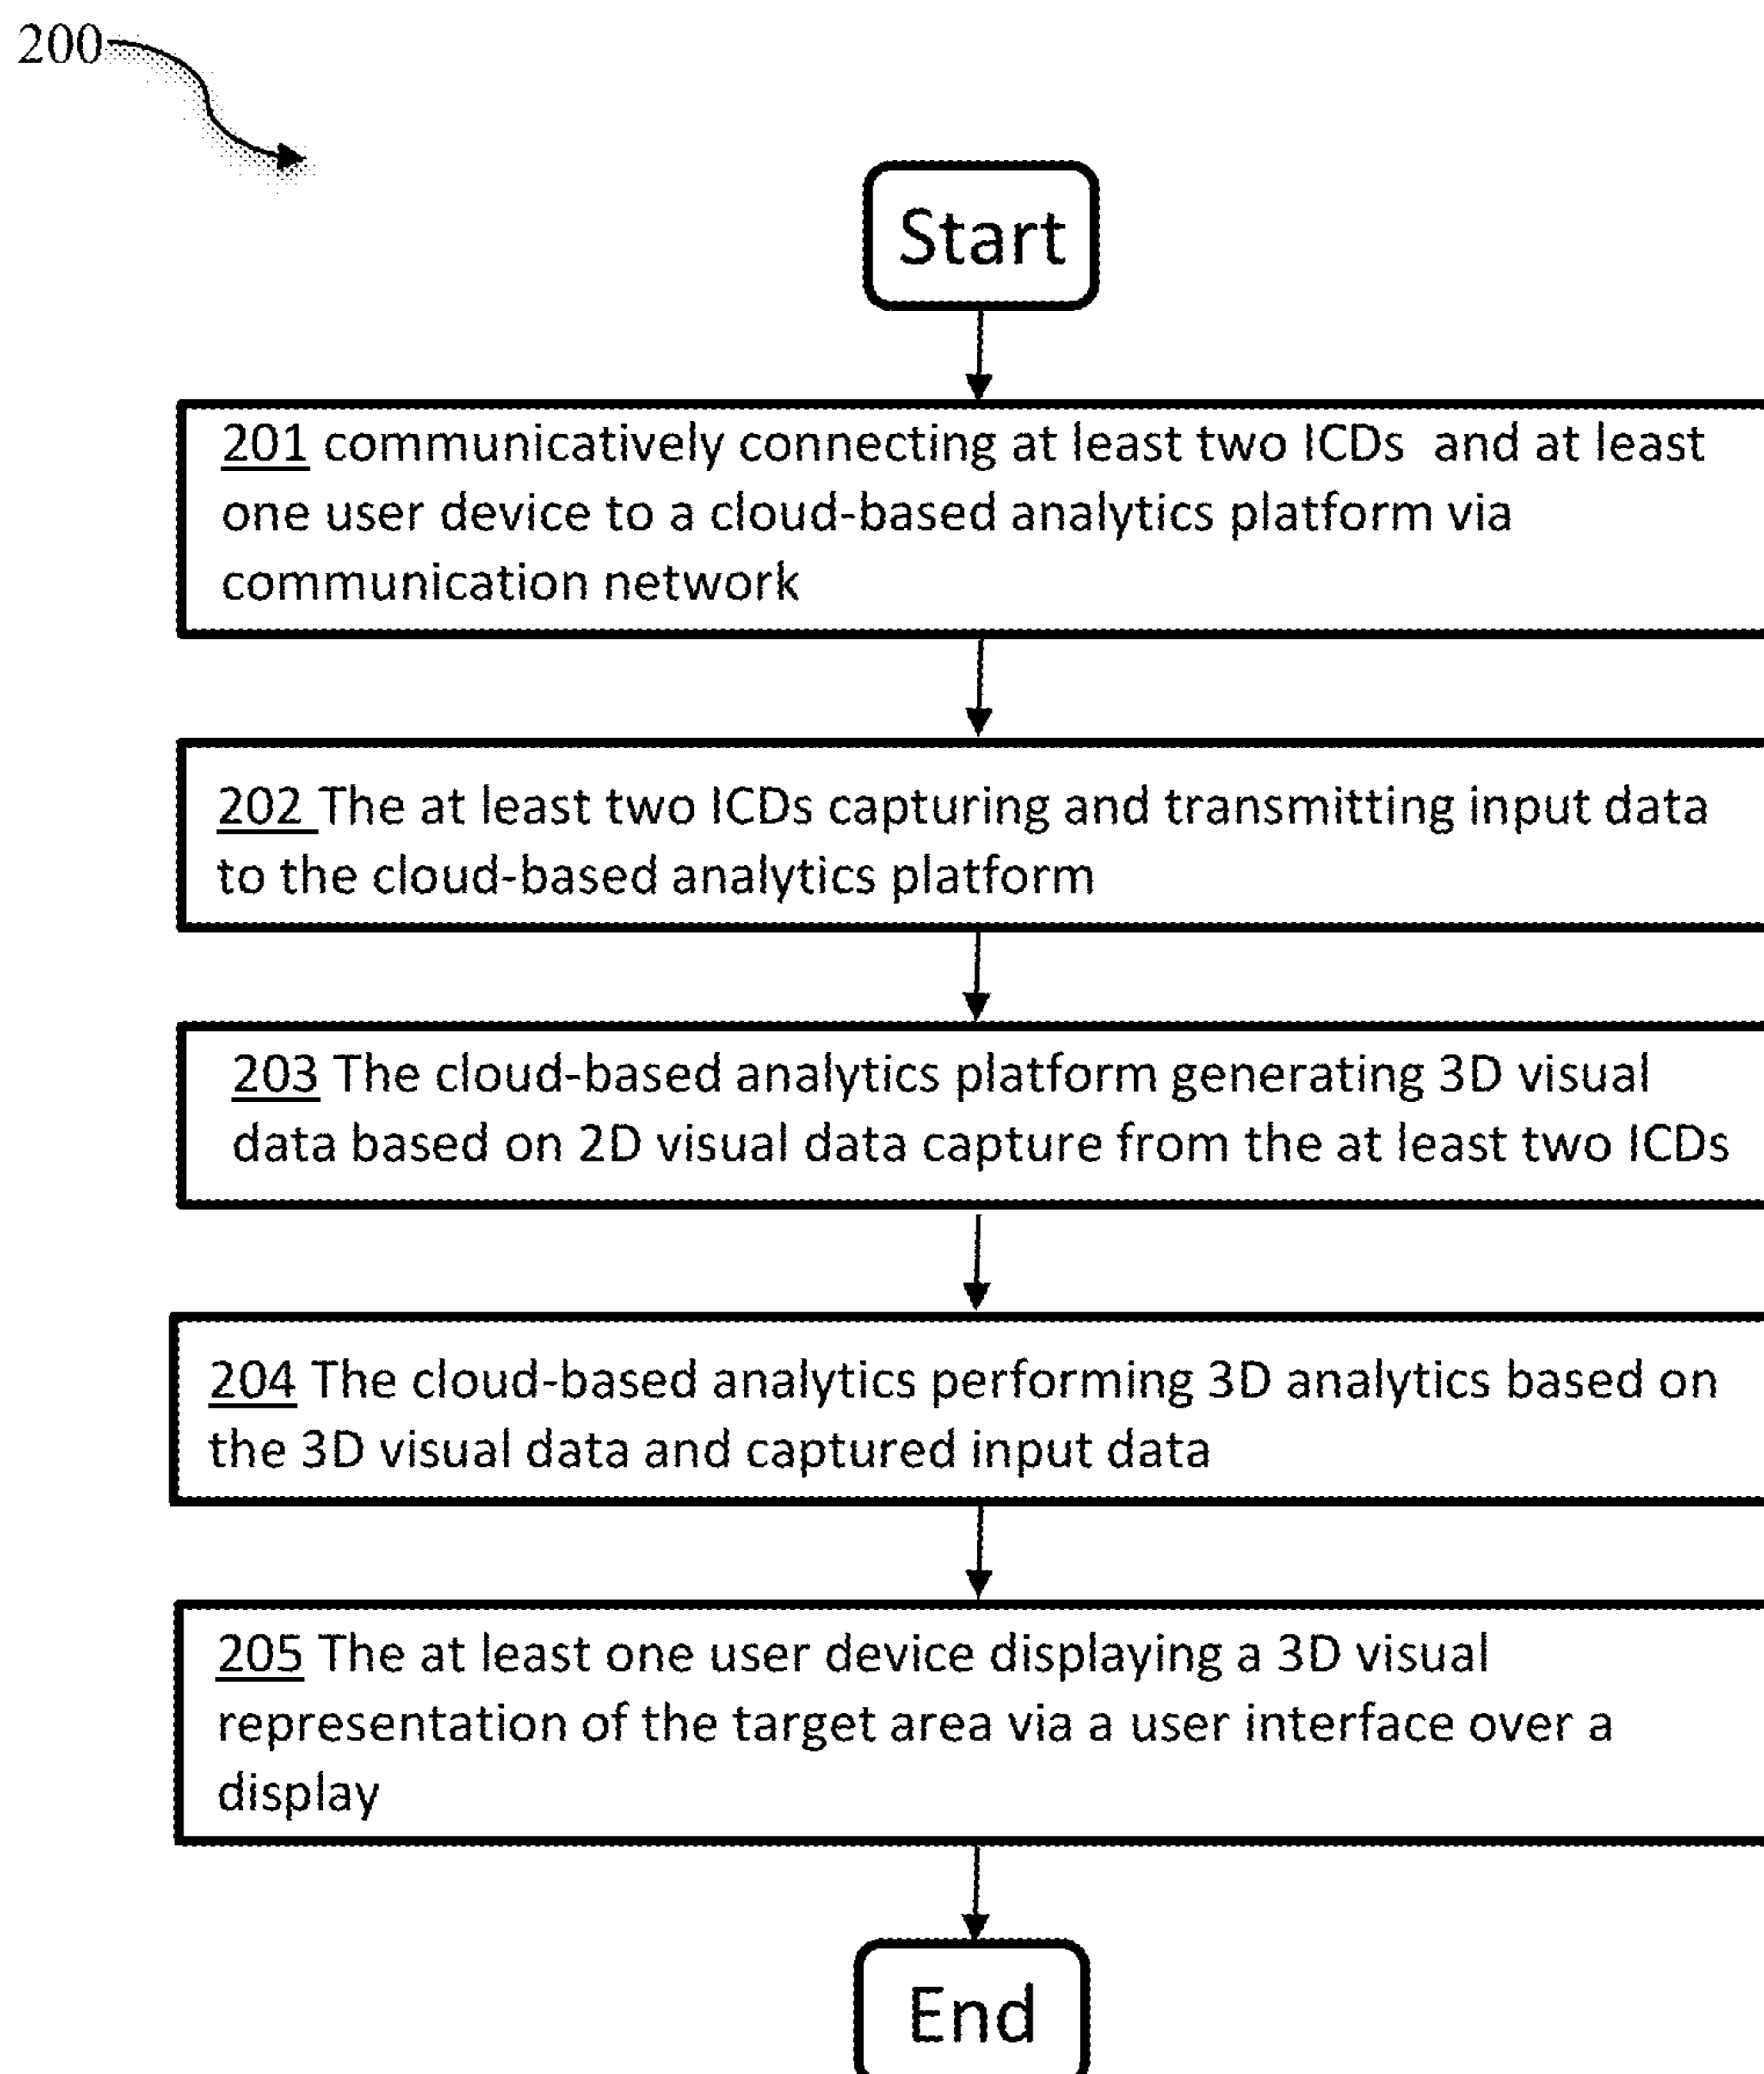 200
Start
201 communicatively connecting at least two ICDs and at least
one user device to a cloud-based analytics platform via
communication network
202 The at least two ICDs capturing and transmitting input data
to the cloud-based analytics platform
203 The cloud-based analytics platform generating 3D visual
data based on 2D visual data capture from the at least two ICDs
204 The cloud-based analytics performing 3D analytics based on
the 3D visual data and captured input data
205 The at least one user device displaying a 3D visual
representation of the target area via a user interface over a
display
End